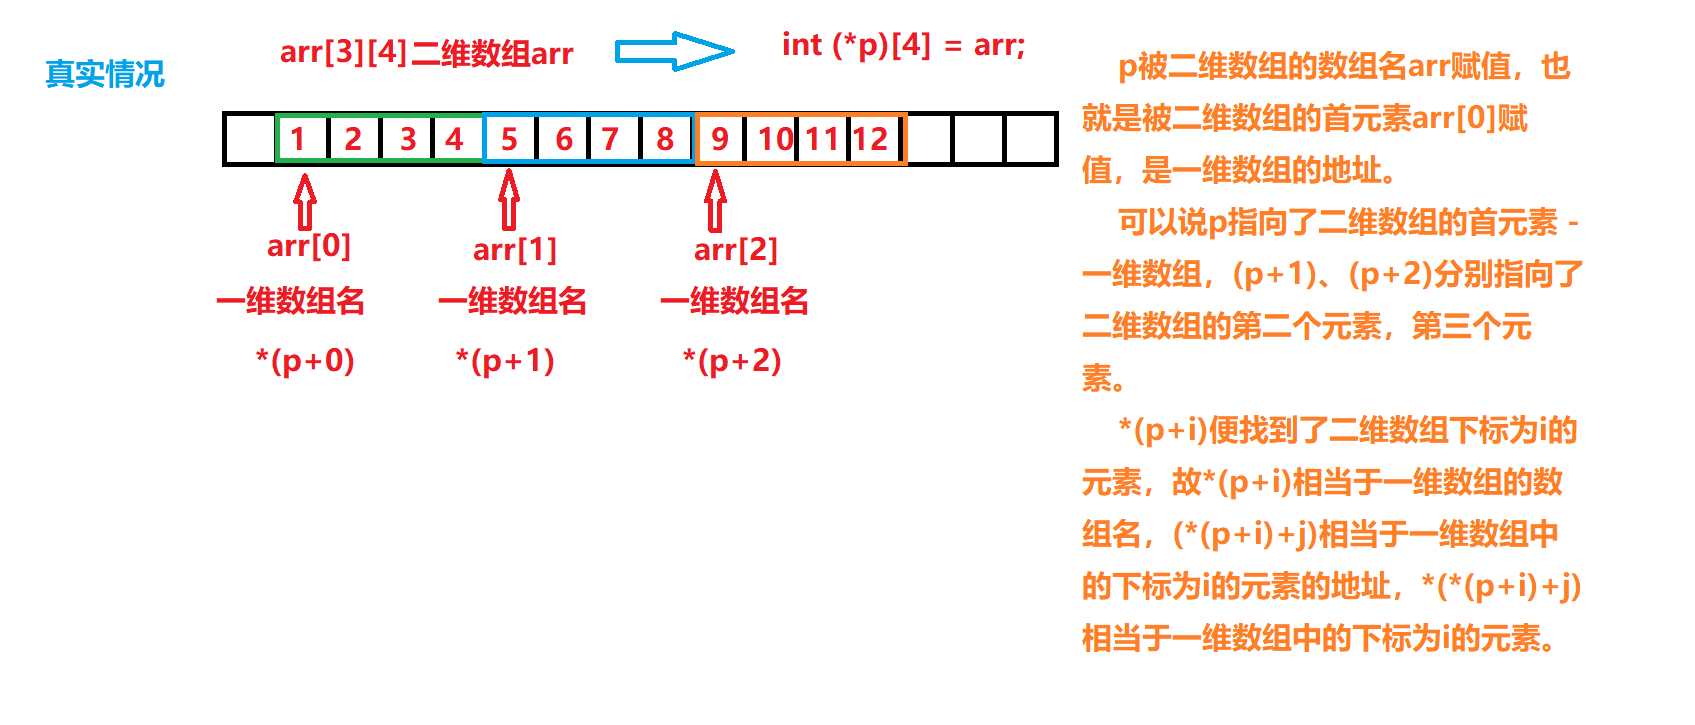 真实情况
arr[3][4]二维数组arr
int (*p)[4] = arr;
1 2 3 4 5 6 7 8 9 10 11 12
arr[0] arr[1] arr[2]
一维数组名 一维数组名 一维数组名
*(p+0) *(p+1) *(p+2)
p被二维数组的数组名arr赋值，也
就是被二维数组的首元素arr[0]赋
值，是一维数组的地址。
可以说p指向了二维数组的首元素 -
一维数组，(p+1)、(p+2)分别指向了
二维数组的第二个元素，第三个元
素。
*(p+i)便找到了二维数组下标为i的
元素，故*(p+i)相当于一维数组的数
组名，(*(p+i)+j)相当于一维数组中
的下标为i的元素的地址，*(*(p+i)+j)
相当于一维数组中的下标为i的元素。